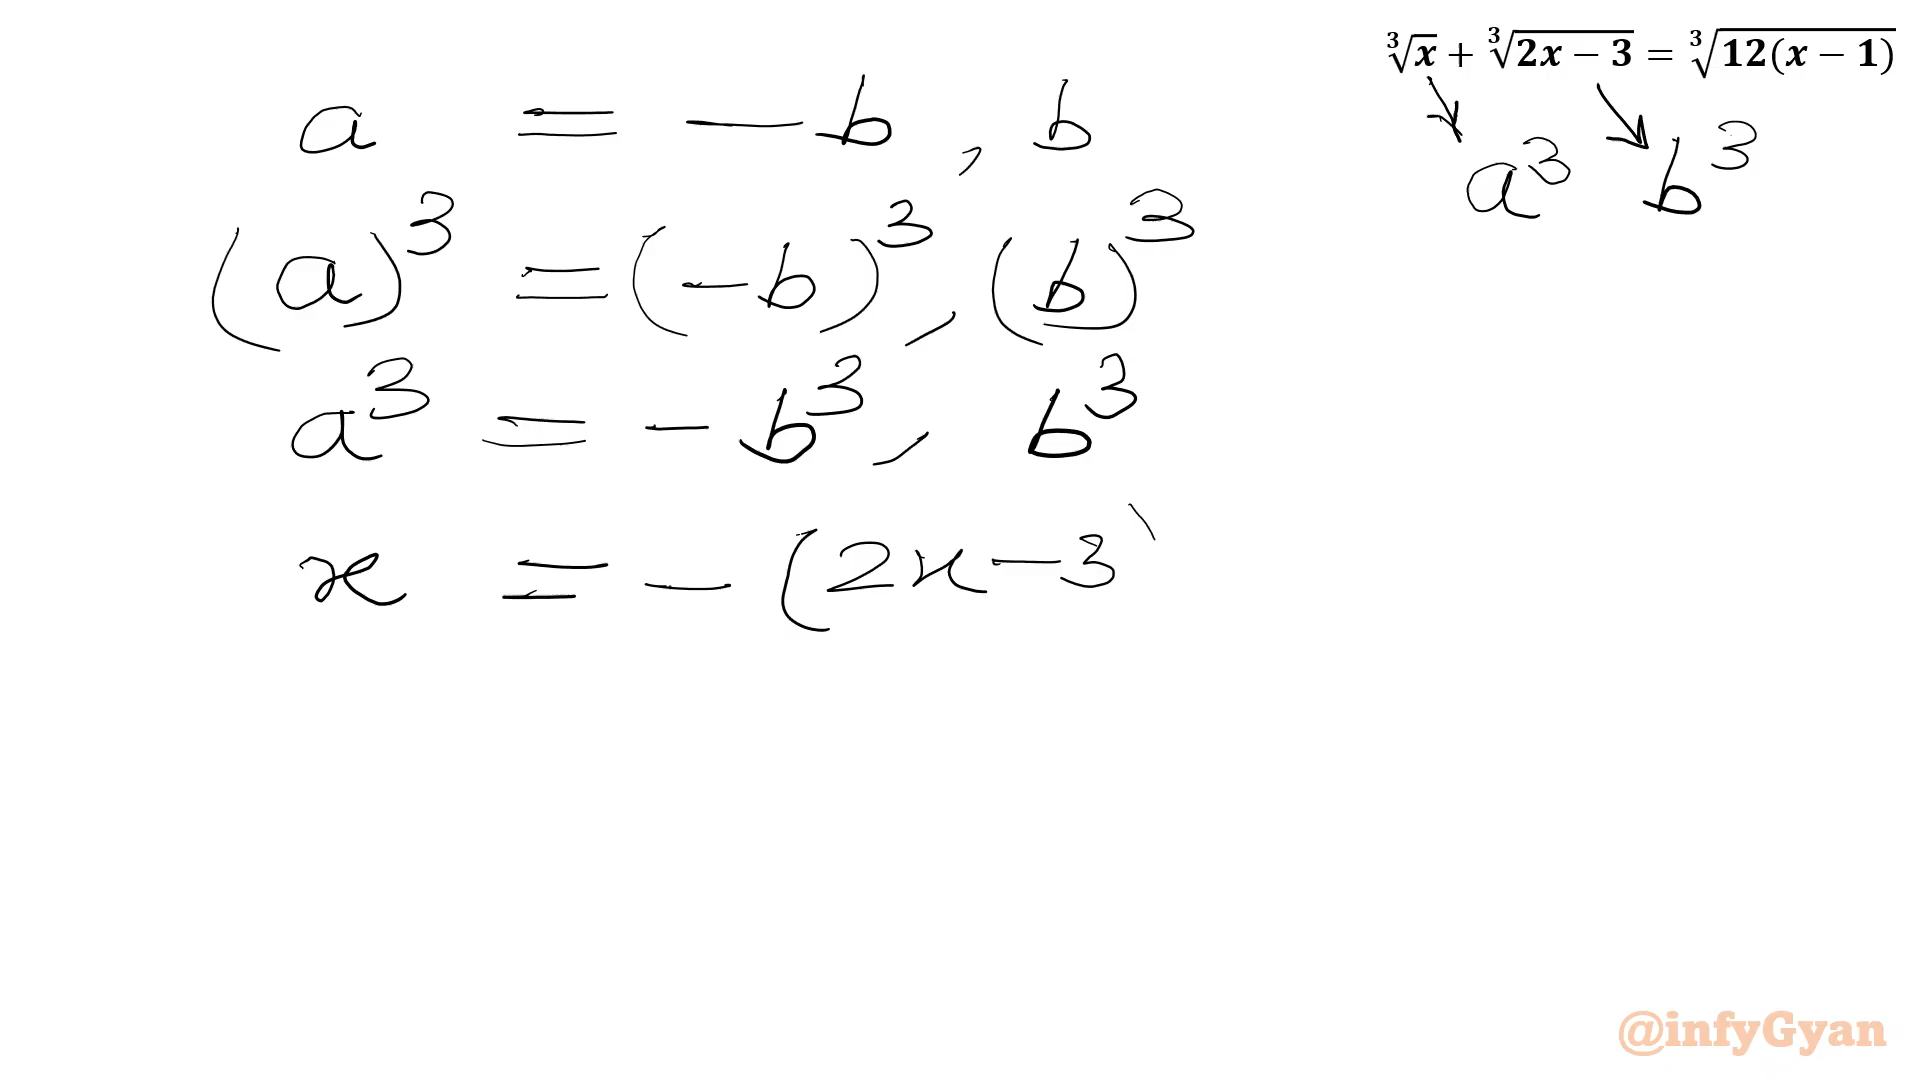 ∛x + ∛(2x − 3) = ∛(12(x − 1))
a³ b³
a = − b , b
(a)³ = (−b)³ , (b)³
a³ = − b³ , b³
x = − (2x − 3)
@infyGyan